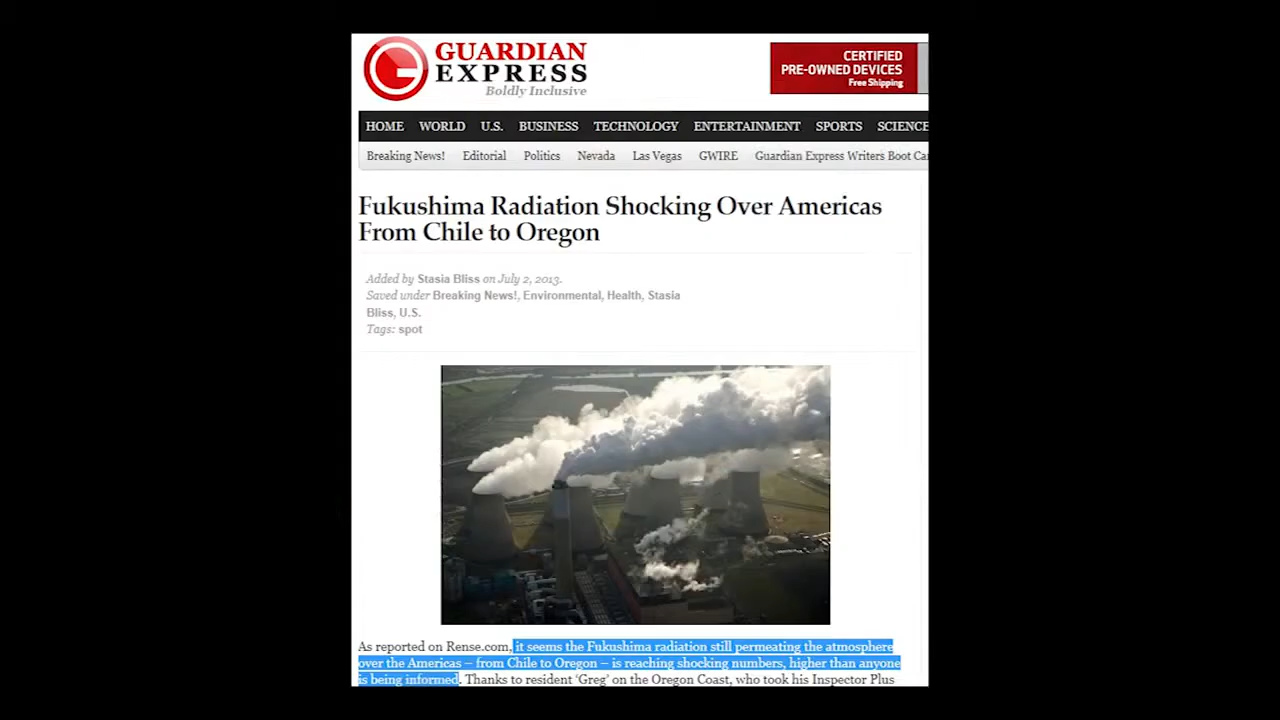 GUARDIAN
EXPRESS
Boldly Inclusive
CERTIFIED
PRE-OWNED DEVICES
Free Shipping
HOME WORLD U.S. BUSINESS TECHNOLOGY ENTERTAINMENT SPORTS SCIENCE
Breaking News! Editorial Politics Nevada Las Vegas GWIRE Guardian Express Writers Boot
Fukushima Radiation Shocking Over Americas
From Chile to Oregon
Added by Stasia Bliss on July 2, 2013.
Saved under Breaking News!, Environmental, Health, Stasia
Bliss, U.S.
Tags: spot
As reported on Rense.com, it seems the Fukushima radiation still permeating the atmosphere
over the Americas – from Chile to Oregon – is reaching shocking numbers, higher than anyone
is being informed. Thanks to resident ‘Greg’ on the Oregon Coast, who took his Inspector Plus